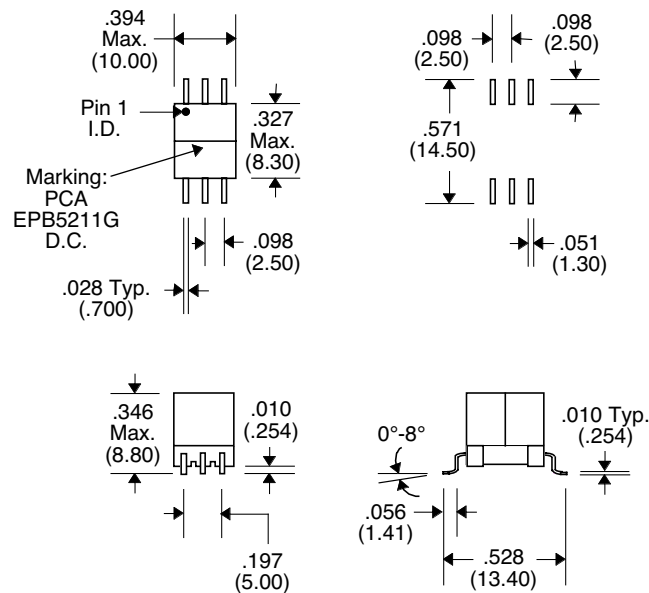 .394
Max.
(10.00)
Pin 1
I.D.
.327
Max.
(8.30)
Marking:
PCA
EPB5211G
D.C.
.098
(2.50)
.028 Typ.
(.700)
.098
(2.50)
.098
(2.50)
.571
(14.50)
.051
(1.30)
.346
Max.
(8.80)
.010
(.254)
.197
(5.00)
0°-8°
.010 Typ.
(.254)
.056
(1.41)
.528
(13.40)